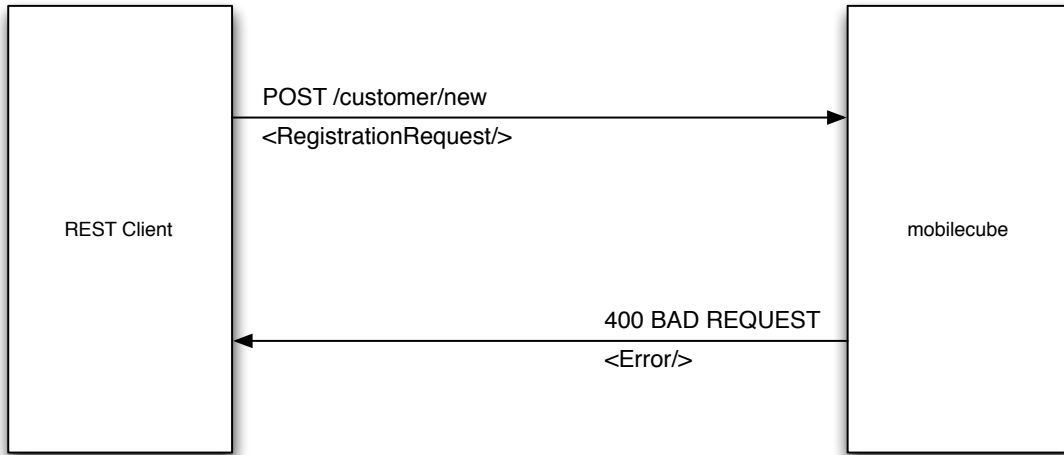 POST /customer/new
<RegistrationRequest/>
REST Client
mobilecube
400 BAD REQUEST
<Error/>